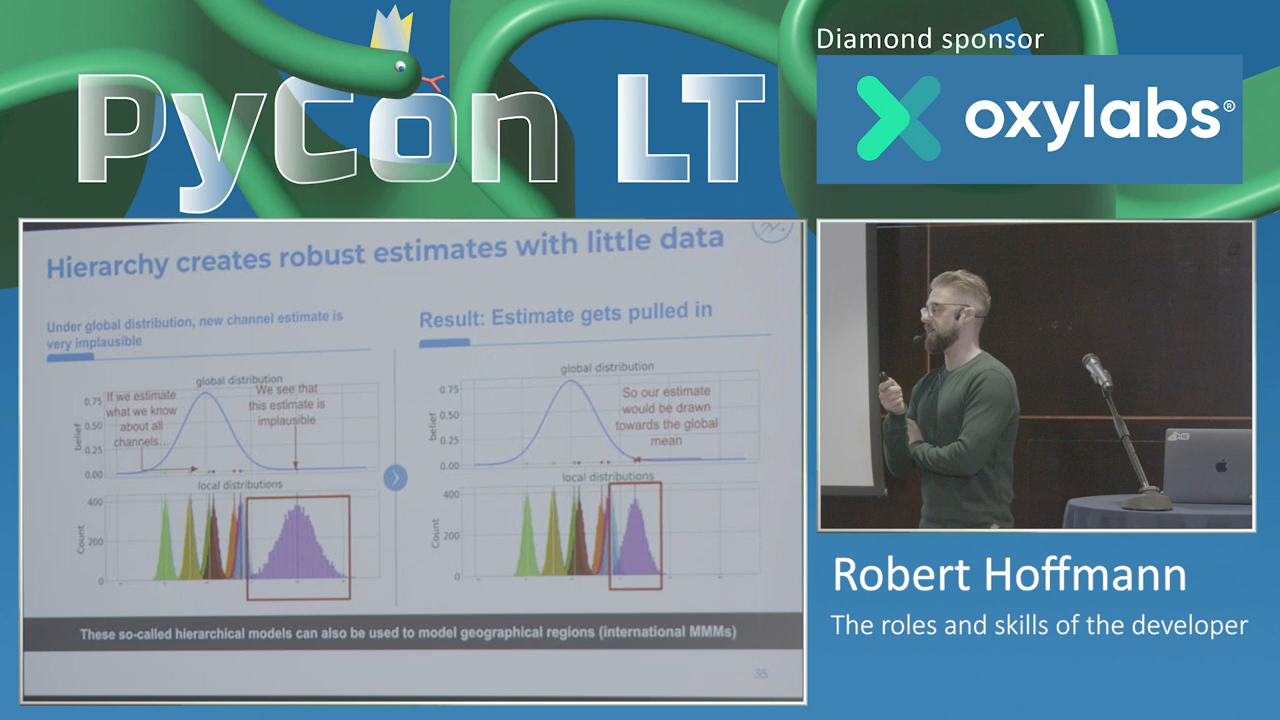 PyCon LT
Diamond sponsor
oxylabs®
Hierarchy creates robust estimates with little data
Under global distribution, new channel estimate is
very implausible
global distribution
If we estimate
what we know
about all
channels...
We see that
this estimate is
implausible
belief
0.75
0.50
0.25
0.00
local distributions
Count
400
200
0
Result: Estimate gets pulled in
global distribution
So our estimate
would be drawn
towards the global
mean
belief
0.75
0.50
0.25
0.00
local distributions
Count
400
200
0
These so-called hierarchical models can also be used to model geographical regions (international MMMs)
35
Robert Hoffmann
The roles and skills of the developer